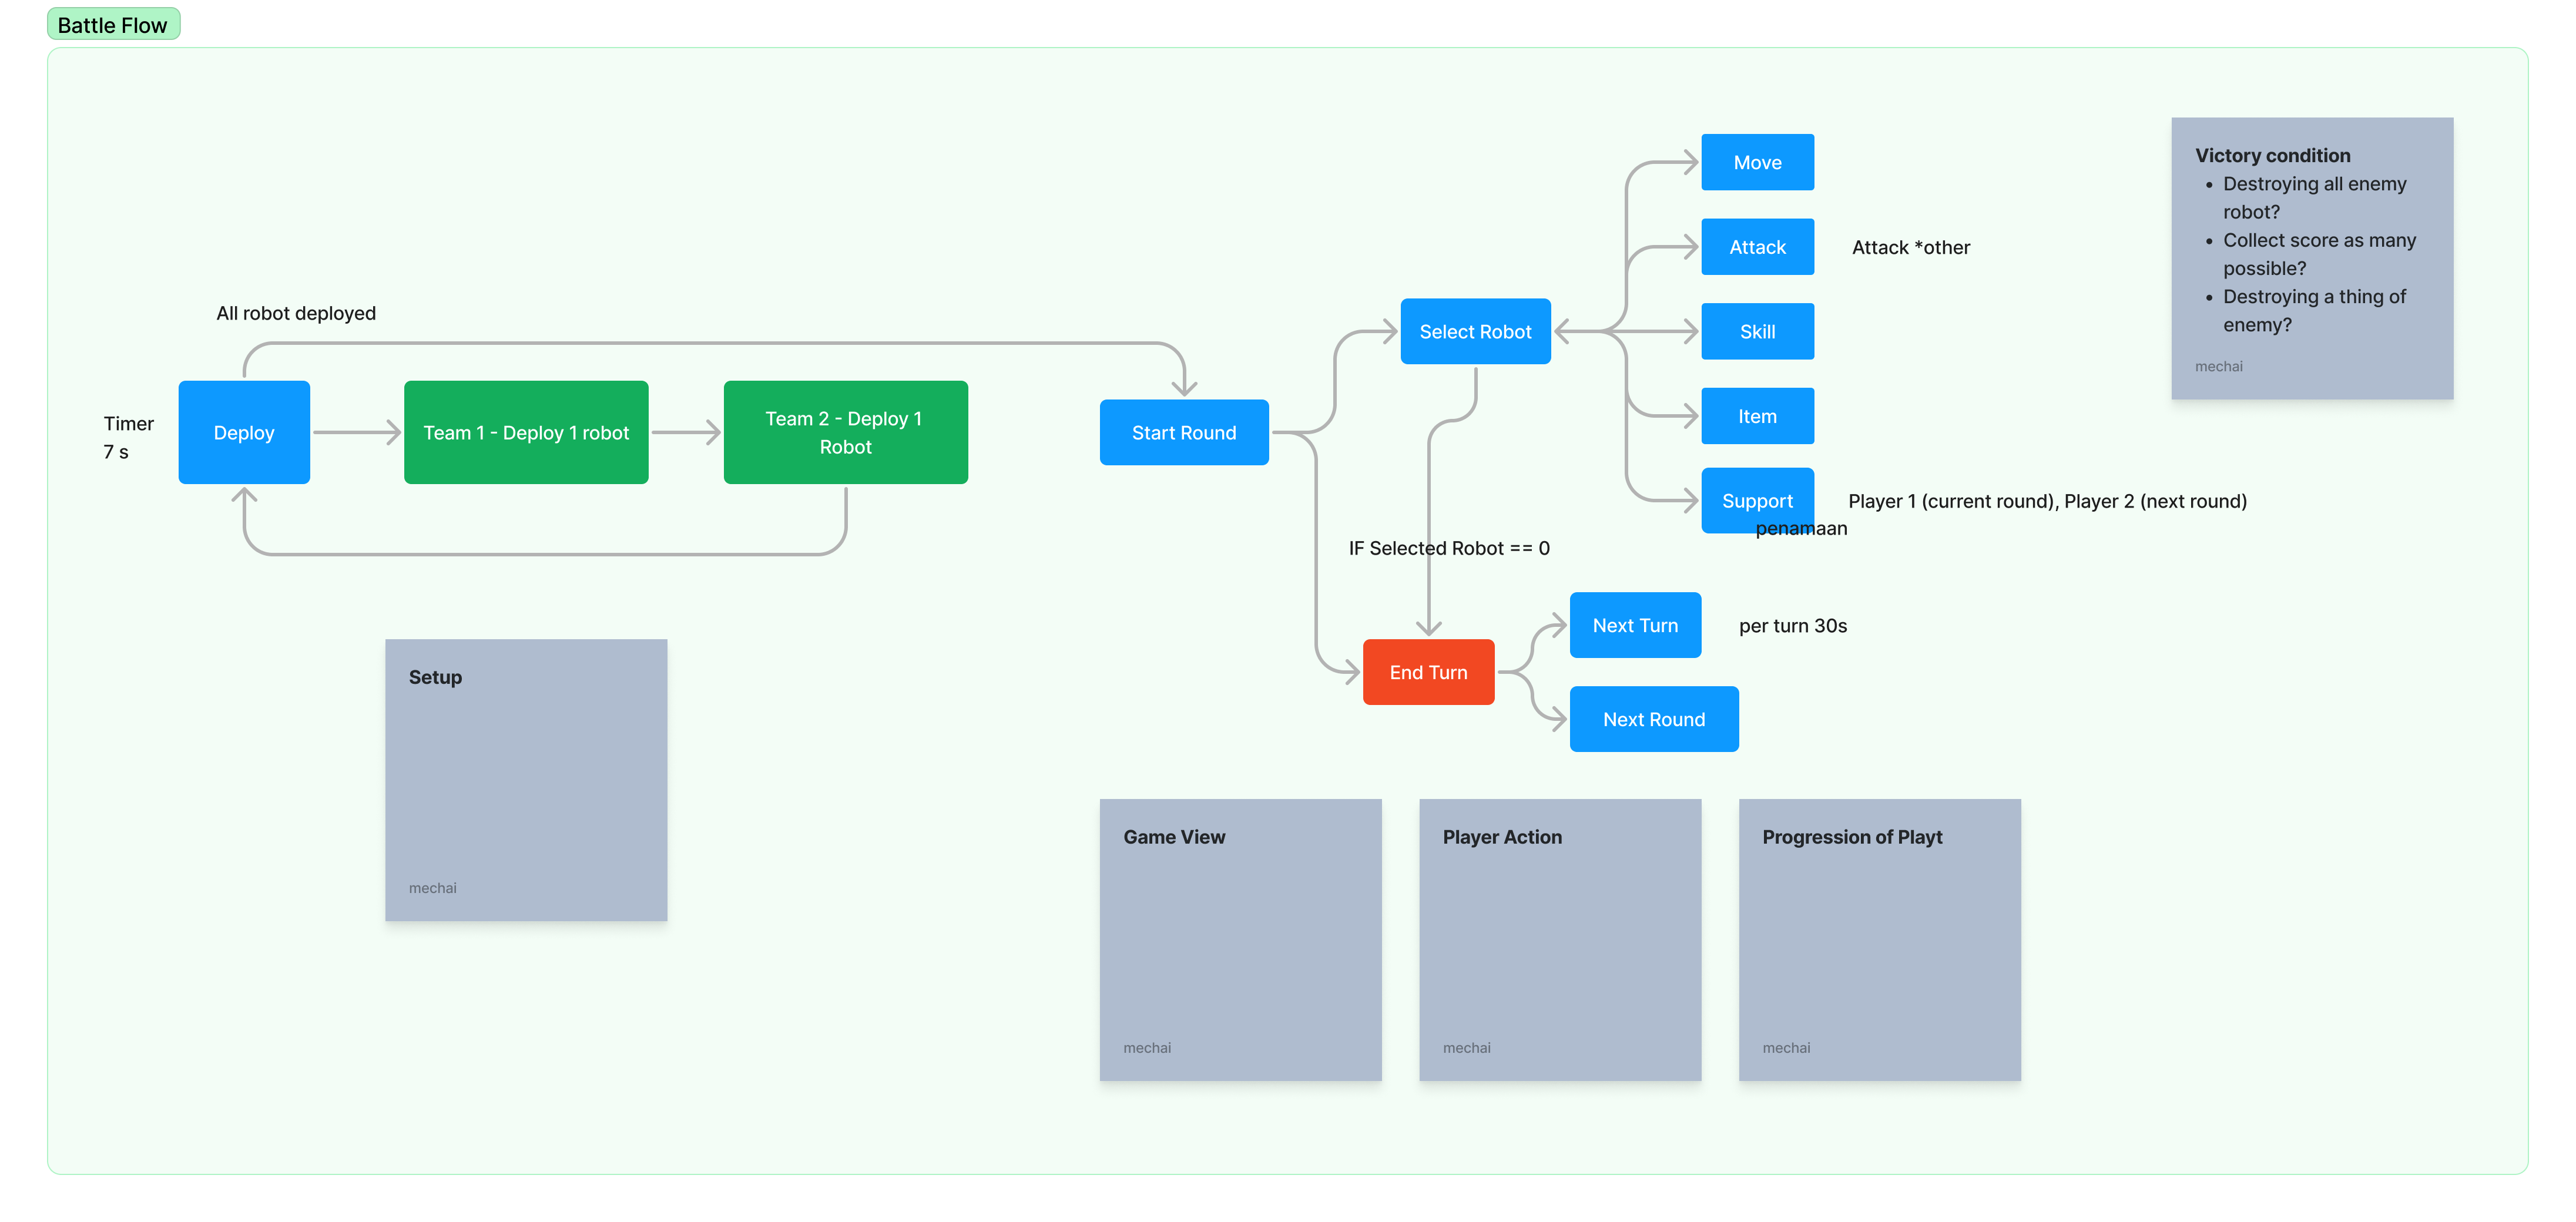 Battle Flow
All robot deployed
Timer
7 s
Deploy
Team 1 - Deploy 1 robot
Team 2 - Deploy 1
Robot
Start Round
Select Robot
Move
Attack
Attack *other
Skill
Item
Support
Player 1 (current round), Player 2 (next round)
penamaan
IF Selected Robot == 0
End Turn
Next Turn
per turn 30s
Next Round
Victory condition
• Destroying all enemy
robot?
• Collect score as many
possible?
• Destroying a thing of
enemy?
mechai
Setup
mechai
Game View
mechai
Player Action
mechai
Progression of Playt
mechai